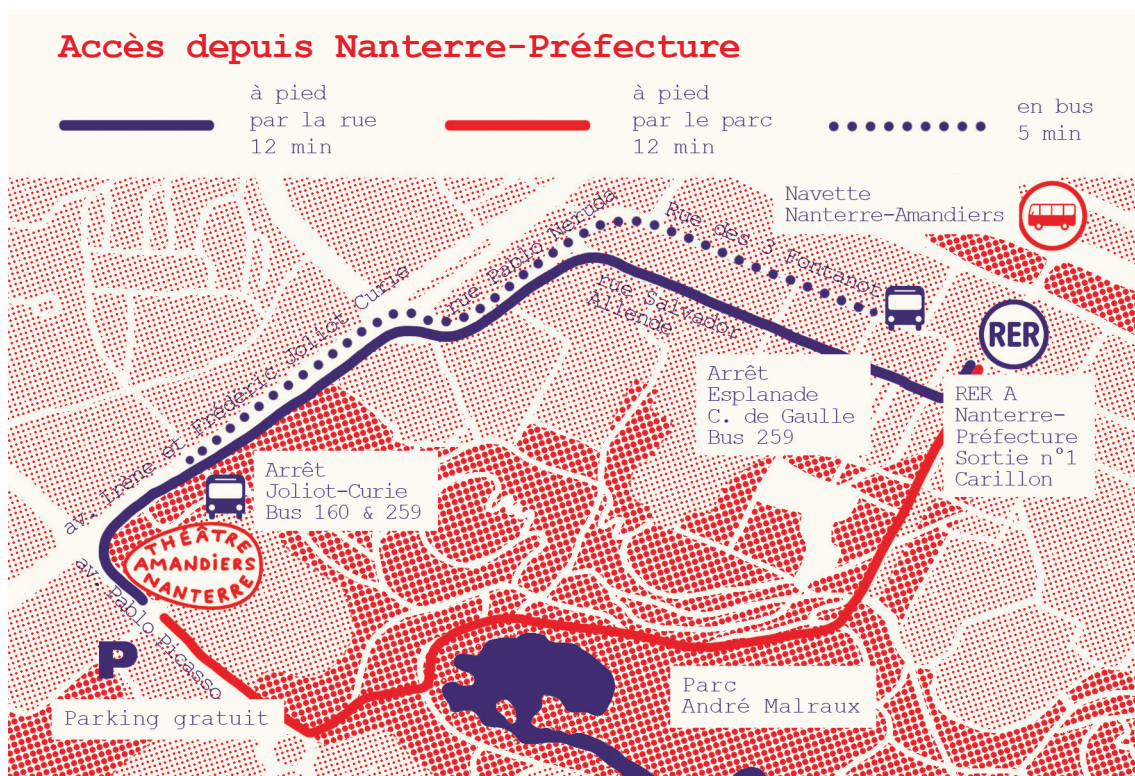 Accès depuis Nanterre-Préfecture
à pied
par la rue
12 min
à pied
par le parc
12 min
en bus
5 min
Navette
Nanterre-Amandiers
Rue des 3 Fontanot
rue Pablo Neruda
rue Salvador
Allende
av. Irène et Frédéric Joliot Curie
RER
Arrêt
Esplanade
C. de Gaulle
Bus 259
RER A
Nanterre-
Préfecture
Sortie n°1
Carillon
Arrêt
Joliot-Curie
Bus 160 & 259
THÉÂTRE
AMANDIERS
NANTERRE
av. Pablo Picasso
P
Parking gratuit
Parc
André Malraux